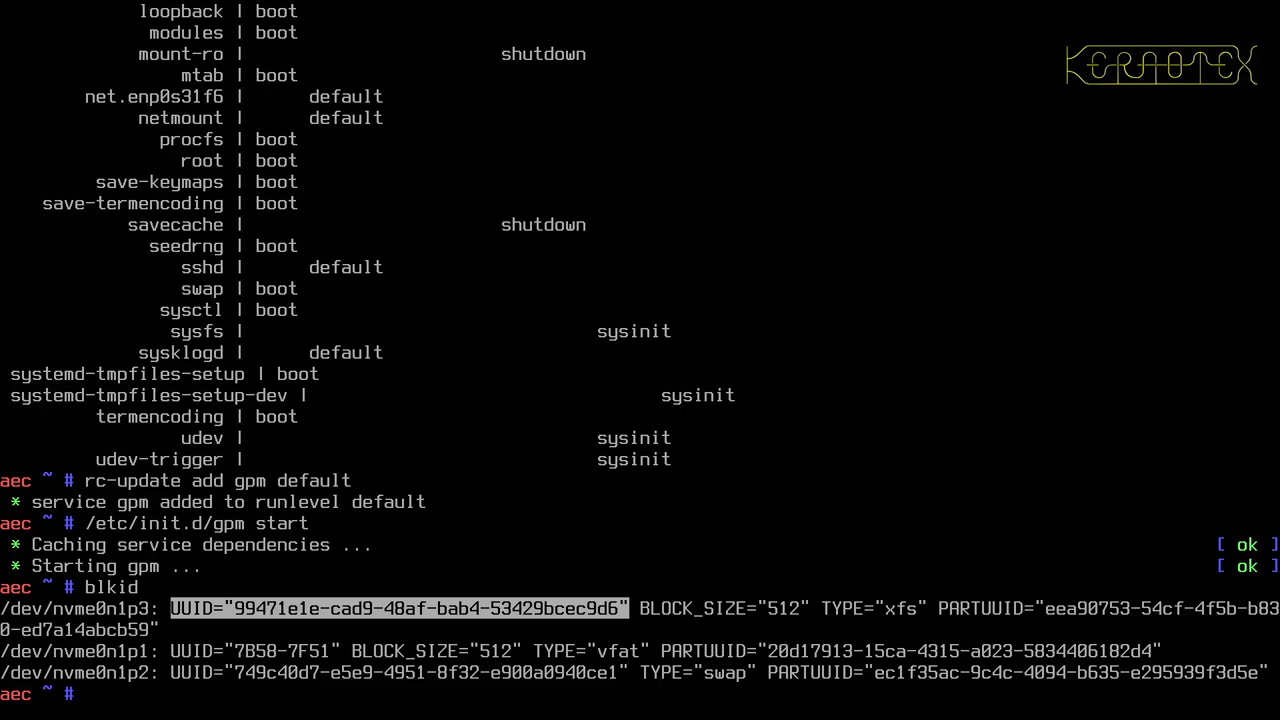 loopback | boot
modules | boot
mount-ro | shutdown
mtab | boot
net.enp0s31f6 | default
netmount | default
procfs | boot
root | boot
save-keymaps | boot
save-termencoding | boot
savecache | shutdown
seedrng | boot
sshd | default
swap | boot
sysctl | boot
sysfs | sysinit
sysklogd | default
systemd-tmpfiles-setup | boot
systemd-tmpfiles-setup-dev | sysinit
termencoding | boot
udev | sysinit
udev-trigger | sysinit
aec ~ # rc-update add gpm default
* service gpm added to runlevel default
aec ~ # /etc/init.d/gpm start
* Caching service dependencies ... [ ok ]
* Starting gpm ... [ ok ]
aec ~ # blkid
/dev/nvme0n1p3: UUID="99471e1e-cad9-48af-bab4-53429bcec9d6" BLOCK_SIZE="512" TYPE="xfs" PARTUUID="eea90753-54cf-4f5b-b83
0-ed7a14abcb59"
/dev/nvme0n1p1: UUID="7B58-7F51" BLOCK_SIZE="512" TYPE="vfat" PARTUUID="20d17913-15ca-4315-a023-5834406182d4"
/dev/nvme0n1p2: UUID="749c40d7-e5e9-4951-8f32-e900a0940ce1" TYPE="swap" PARTUUID="ec1f35ac-9c4c-4094-b635-e295939f3d5e"
aec ~ #